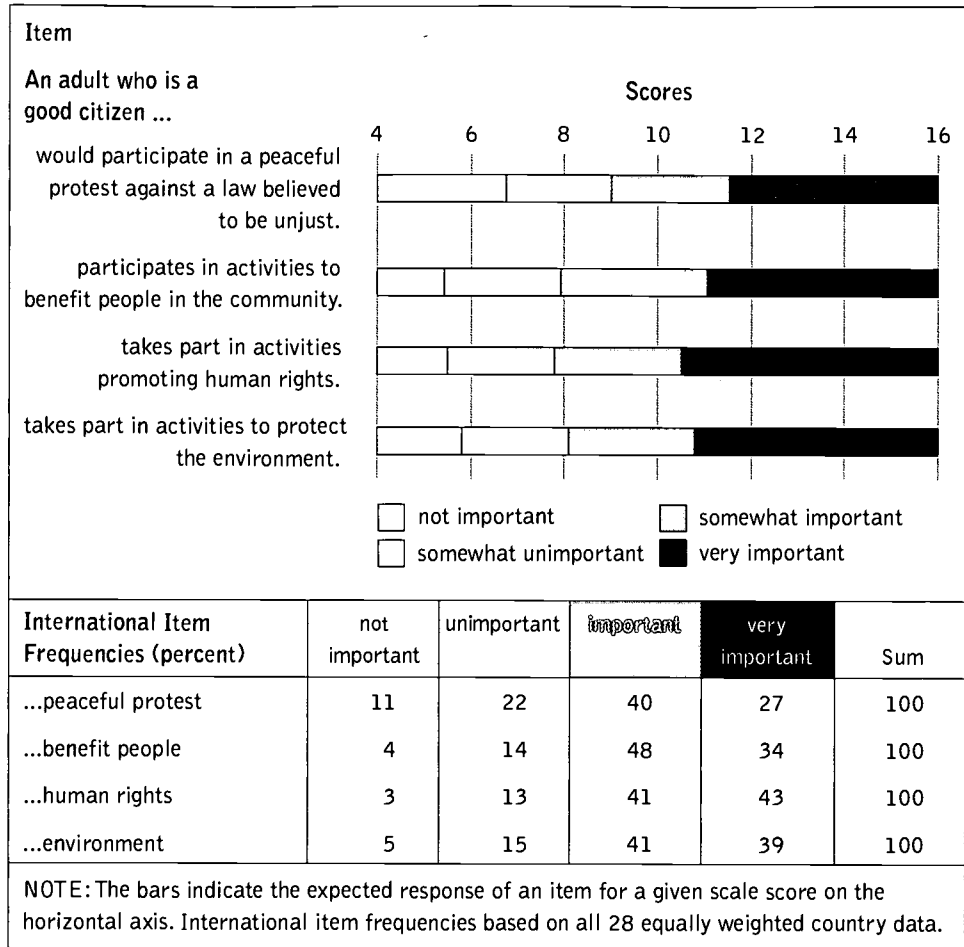 Item
An adult who is a
good citizen ...
Scores
4 6 8 10 12 14 16
would participate in a peaceful
protest against a law believed
to be unjust.
participates in activities to
benefit people in the community.
takes part in activities
promoting human rights.
takes part in activities to protect
the environment.
not important somewhat important
somewhat unimportant very important
International Item not unimportant important very
Frequencies (percent) important important Sum
...peaceful protest 11 22 40 27 100
...benefit people 4 14 48 34 100
...human rights 3 13 41 43 100
...environment 5 15 41 39 100
NOTE: The bars indicate the expected response of an item for a given scale score on the
horizontal axis. International item frequencies based on all 28 equally weighted country data.